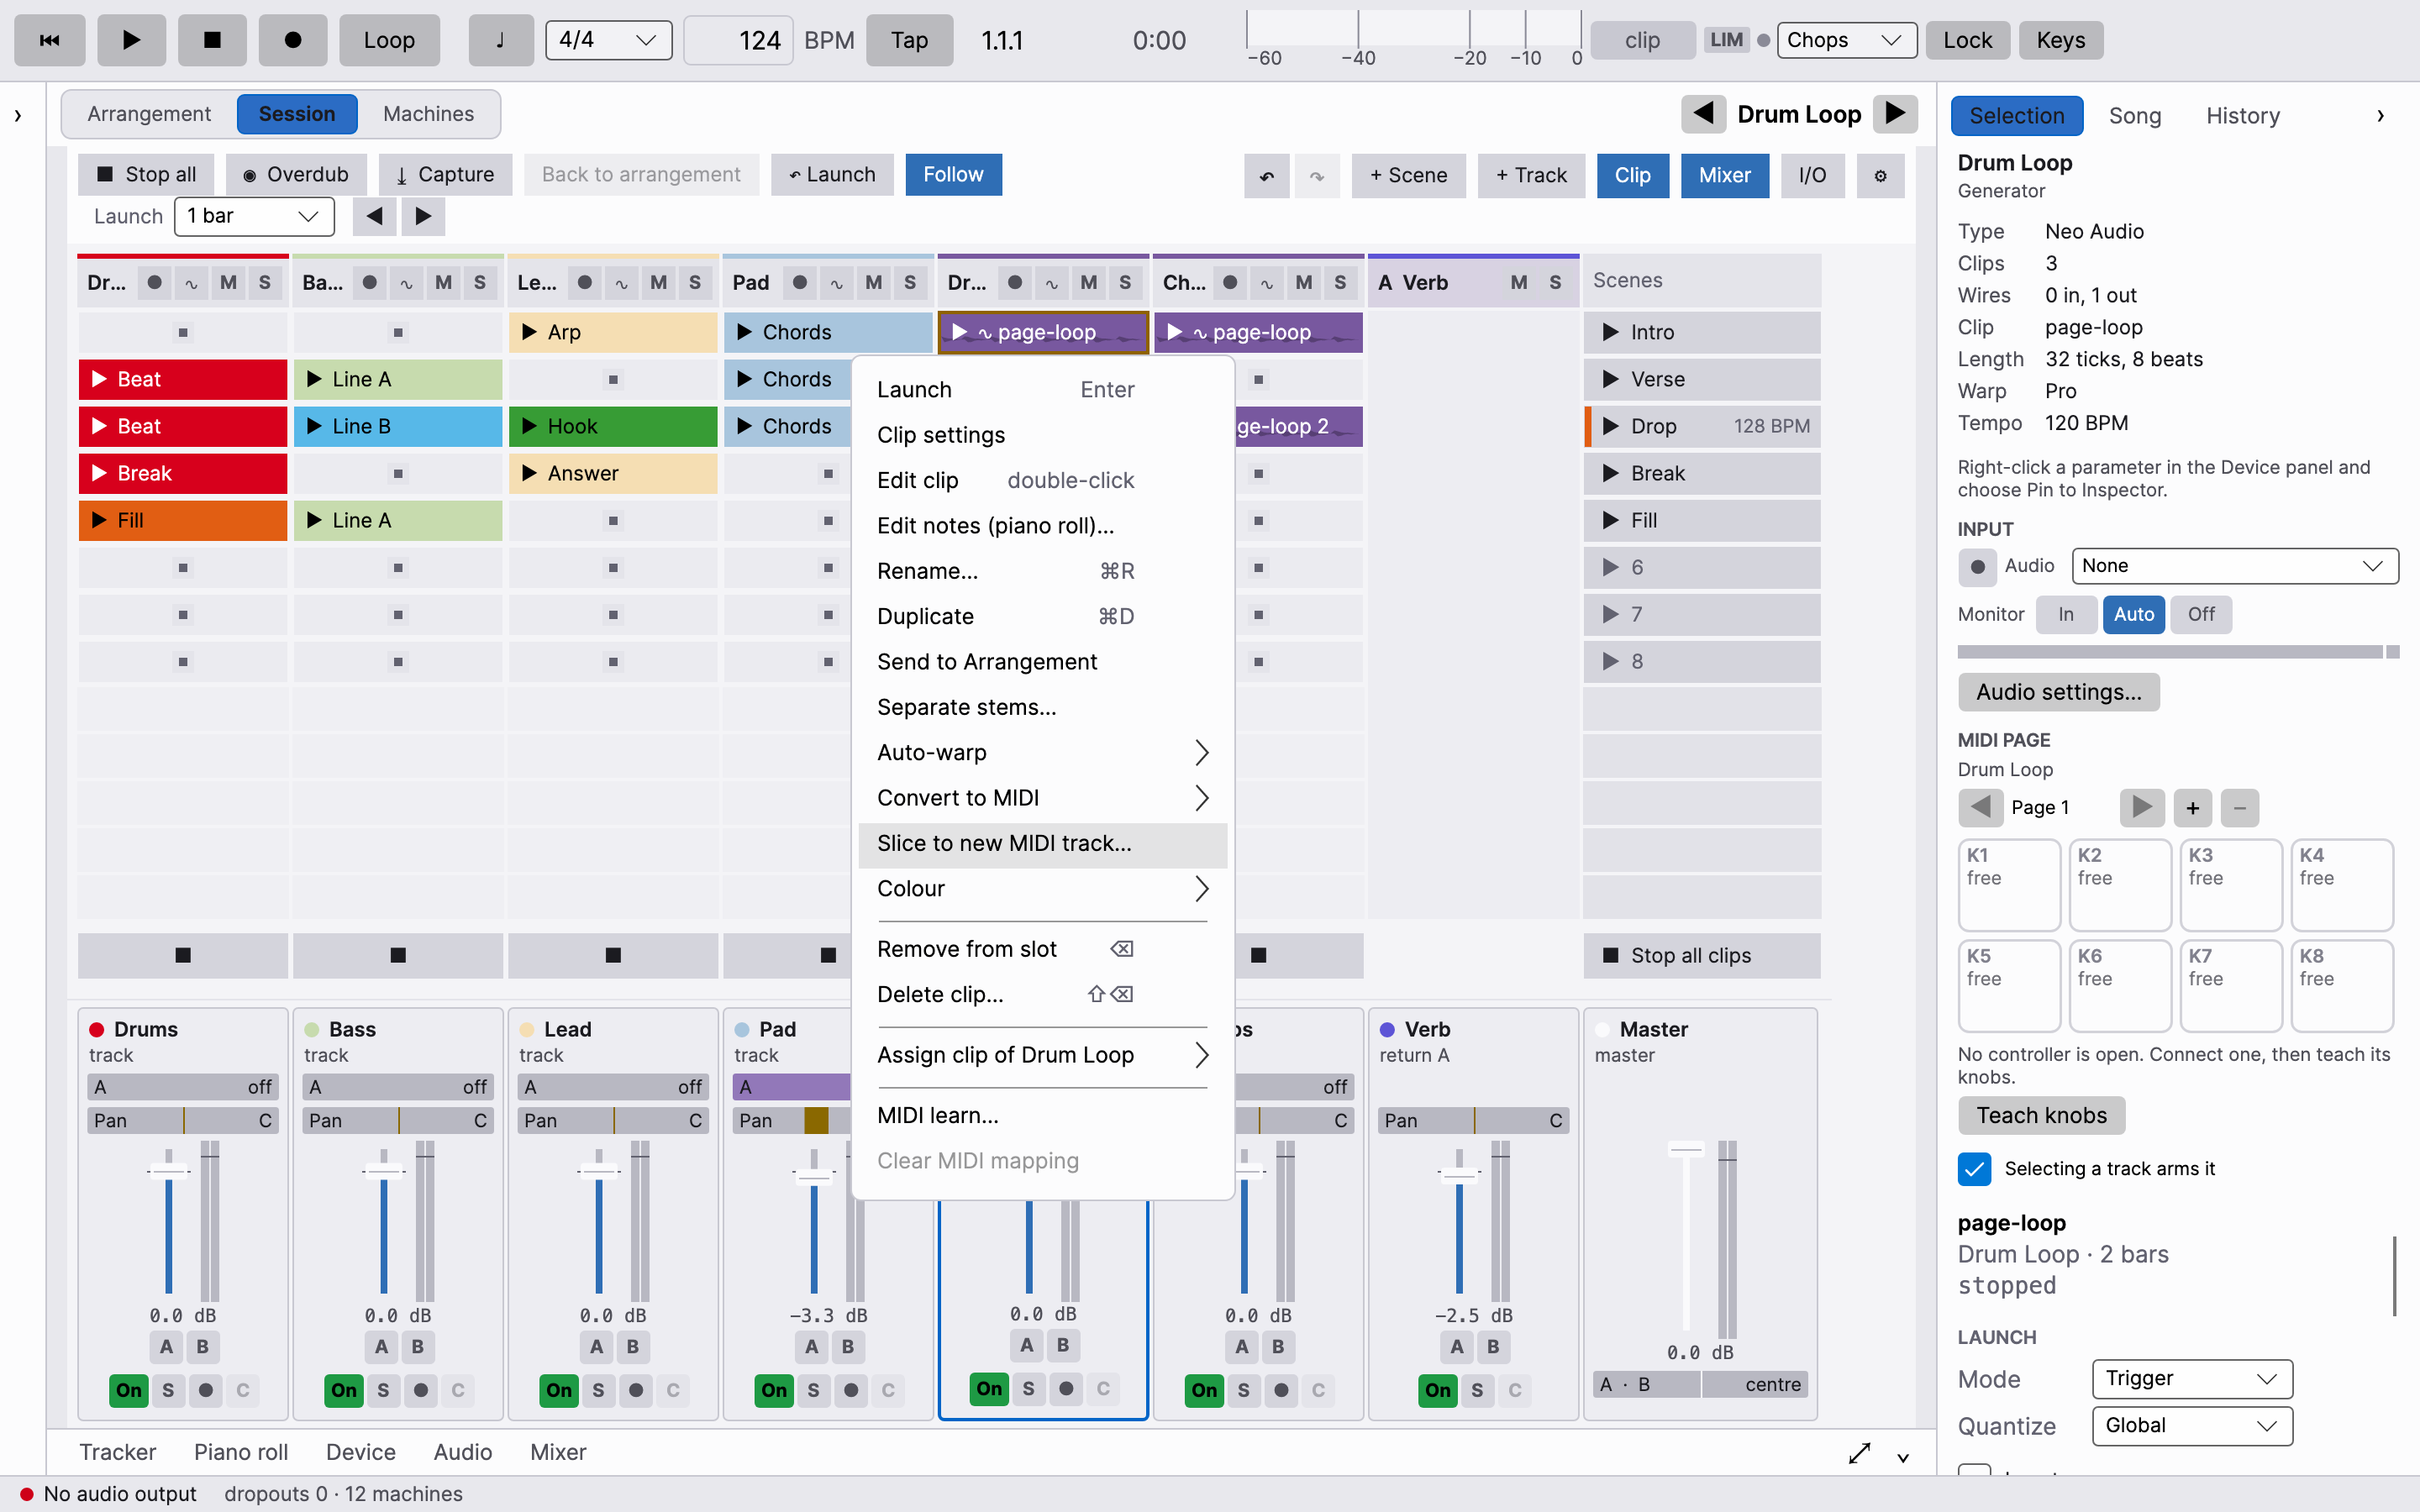 Loop 4/4 124 BPM Tap 1.1.1 0:00 −60 −40 −20 −10 0 clip LIM Chops Lock Keys
Arrangement Session Machines Drum Loop
Stop all Overdub Capture Back to arrangement Launch Follow + Scene + Track Clip Mixer I/O
Launch 1 bar
Dr... M S Ba... M S Le... M S Pad M S Dr... M S Ch... M S A Verb M S Scenes
Arp Chords page-loop page-loop Intro
Beat Line A Chords Verse
Beat Line B Hook Chords ge-loop 2 Drop 128 BPM
Break Answer Break
Fill Line A Fill
6
7
8
Stop all clips
Launch Enter
Clip settings
Edit clip double-click
Edit notes (piano roll)...
Rename... ⌘R
Duplicate ⌘D
Send to Arrangement
Separate stems...
Auto-warp
Convert to MIDI
Slice to new MIDI track...
Colour
Remove from slot ⌫
Delete clip... ⇧⌫
Assign clip of Drum Loop
MIDI learn...
Clear MIDI mapping
Drums Bass Lead Pad os Verb Master
track track track track return A master
A off A off A off A off
Pan C Pan C Pan C Pan C Pan C
0.0 dB 0.0 dB 0.0 dB −3.3 dB 0.0 dB 0.0 dB −2.5 dB 0.0 dB
A B A B A B A B A B A B A B
On S C On S C On S C On S C On S C On S C On S C A · B centre
Tracker Piano roll Device Audio Mixer
No audio output dropouts 0 · 12 machines
Selection Song History
Drum Loop
Generator
Type Neo Audio
Clips 3
Wires 0 in, 1 out
Clip page-loop
Length 32 ticks, 8 beats
Warp Pro
Tempo 120 BPM
Right-click a parameter in the Device panel and
choose Pin to Inspector.
INPUT
Audio None
Monitor In Auto Off
Audio settings...
MIDI PAGE
Drum Loop
Page 1 + −
K1 K2 K3 K4
free free free free
K5 K6 K7 K8
free free free free
No controller is open. Connect one, then teach its
knobs.
Teach knobs
Selecting a track arms it
page-loop
Drum Loop · 2 bars
stopped
LAUNCH
Mode Trigger
Quantize Global